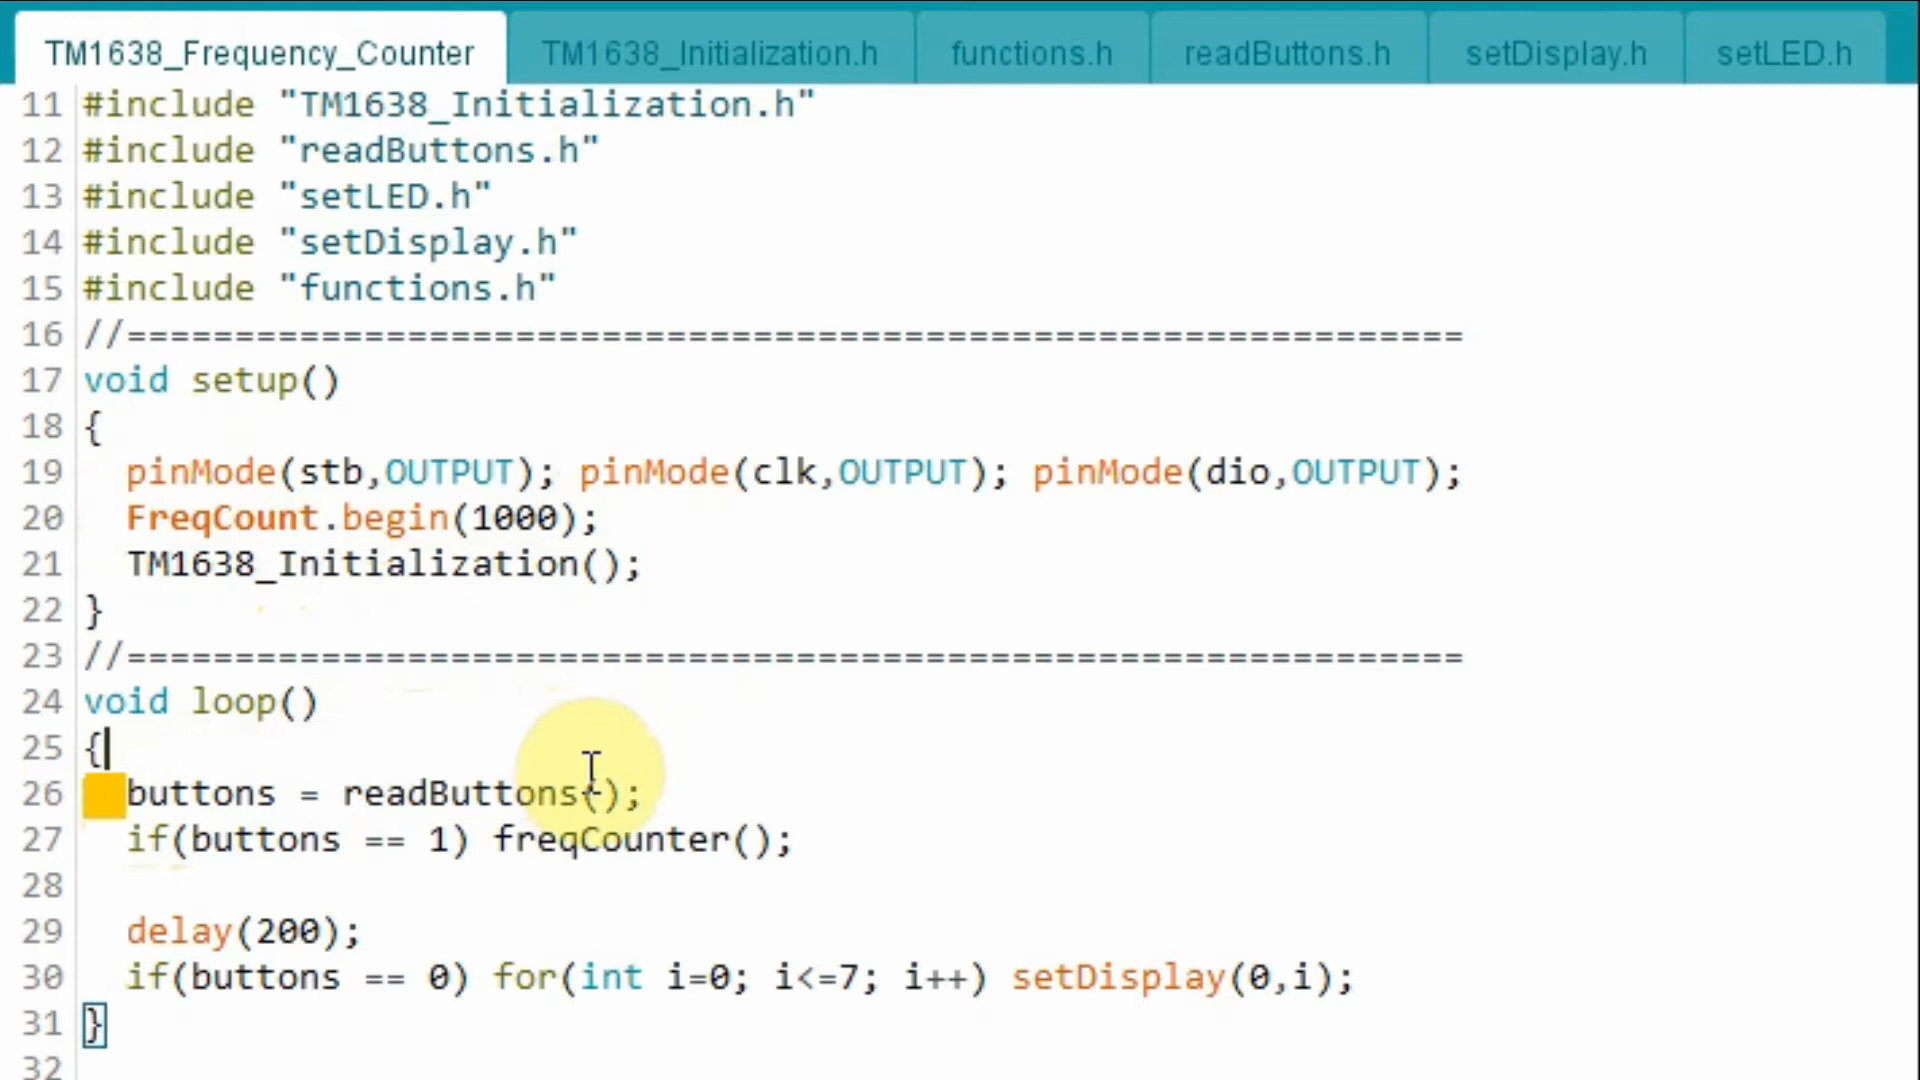 TM1638_Frequency_Counter TM1638_Initialization.h functions.h readButtons.h setDisplay.h setLED.h
11 #include "TM1638_Initialization.h"
12 #include "readButtons.h"
13 #include "setLED.h"
14 #include "setDisplay.h"
15 #include "functions.h"
16 //==============================================================
17 void setup()
18 {
19   pinMode(stb,OUTPUT); pinMode(clk,OUTPUT); pinMode(dio,OUTPUT);
20   FreqCount.begin(1000);
21   TM1638_Initialization();
22 }
23 //==============================================================
24 void loop()
25 {
26   buttons = readButtons();
27   if(buttons == 1) freqCounter();
28
29   delay(200);
30   if(buttons == 0) for(int i=0; i<=7; i++) setDisplay(0,i);
31 }
32